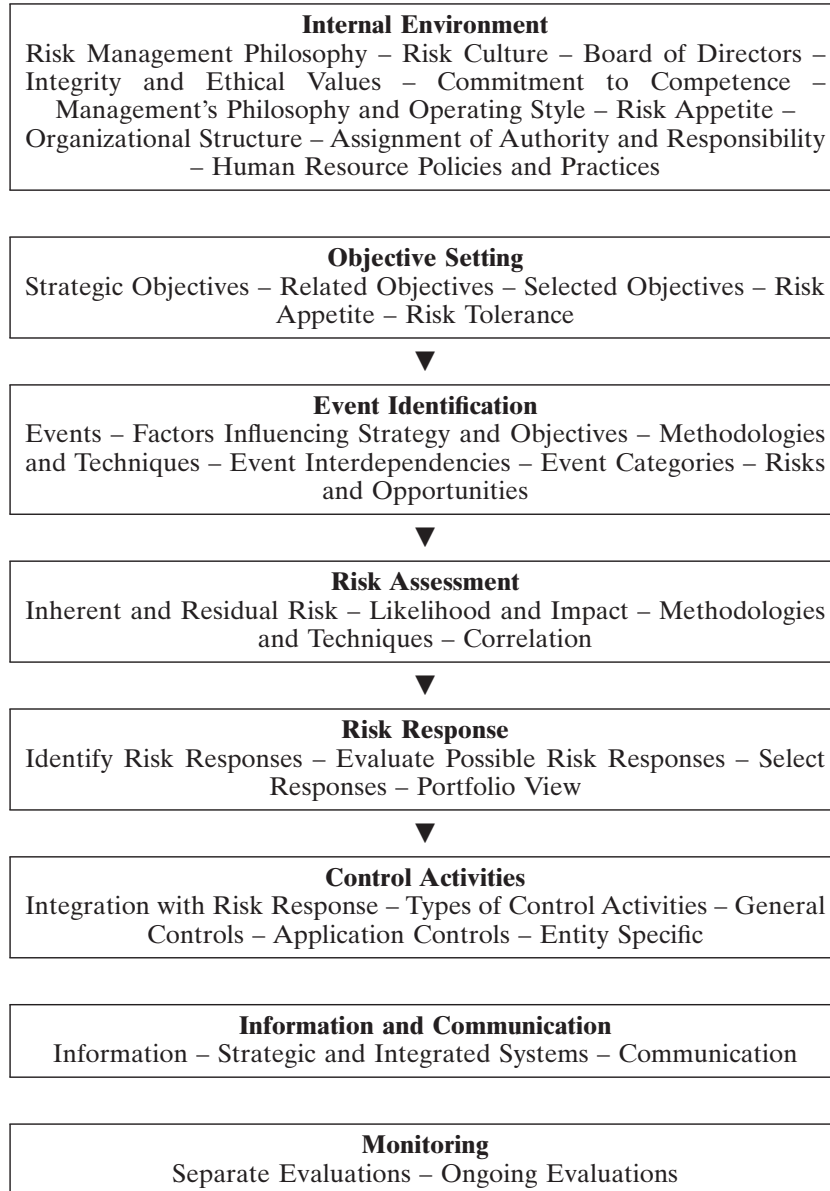 Internal Environment
Risk Management Philosophy – Risk Culture – Board of Directors –
Integrity and Ethical Values – Commitment to Competence –
Management's Philosophy and Operating Style – Risk Appetite –
Organizational Structure – Assignment of Authority and Responsibility
– Human Resource Policies and Practices
Objective Setting
Strategic Objectives – Related Objectives – Selected Objectives – Risk
Appetite – Risk Tolerance
Event Identification
Events – Factors Influencing Strategy and Objectives – Methodologies
and Techniques – Event Interdependencies – Event Categories – Risks
and Opportunities
Risk Assessment
Inherent and Residual Risk – Likelihood and Impact – Methodologies
and Techniques – Correlation
Risk Response
Identify Risk Responses – Evaluate Possible Risk Responses – Select
Responses – Portfolio View
Control Activities
Integration with Risk Response – Types of Control Activities – General
Controls – Application Controls – Entity Specific
Information and Communication
Information – Strategic and Integrated Systems – Communication
Monitoring
Separate Evaluations – Ongoing Evaluations